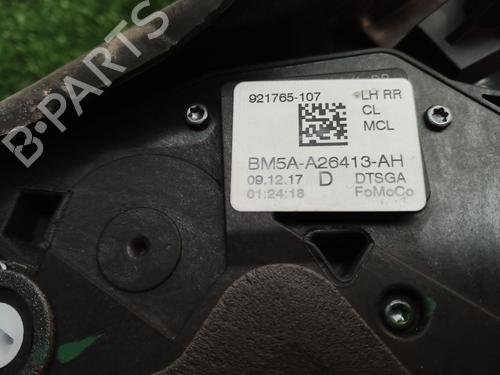 B-PARTS
921765-107 LH RR
CL
MCL
BM5A-A26413-AH
09.12.17 D DTSGA
01:24:18 FoMoCo